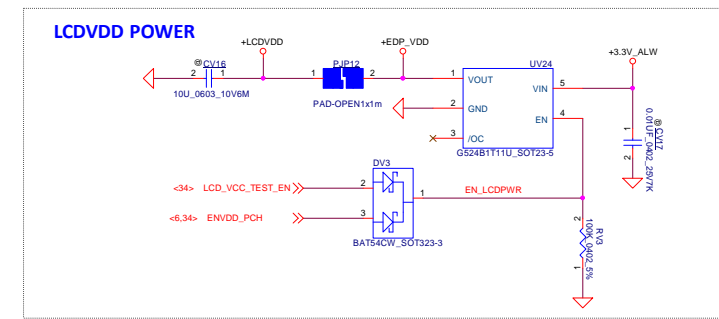 LCDVDD POWER
+LCDVDD
+EDP_VDD
+3.3V_ALW
@ CV16
2 1
10U_0603_10V6M
PJP12
1 2
PAD-OPEN1x1m
UV24
1 VOUT
VIN 5
2 GND
EN 4
3 /OC
G524B1T11U_SOT23-5
@ CV17
1
2
0.01UF_0402_25V7K
DV3
<34> LCD_VCC_TEST_EN 2
1 EN_LCDPWR
<6,34> ENVDD_PCH 3
BAT54CW_SOT323-3
RV3
2
1
100K_0402_5%